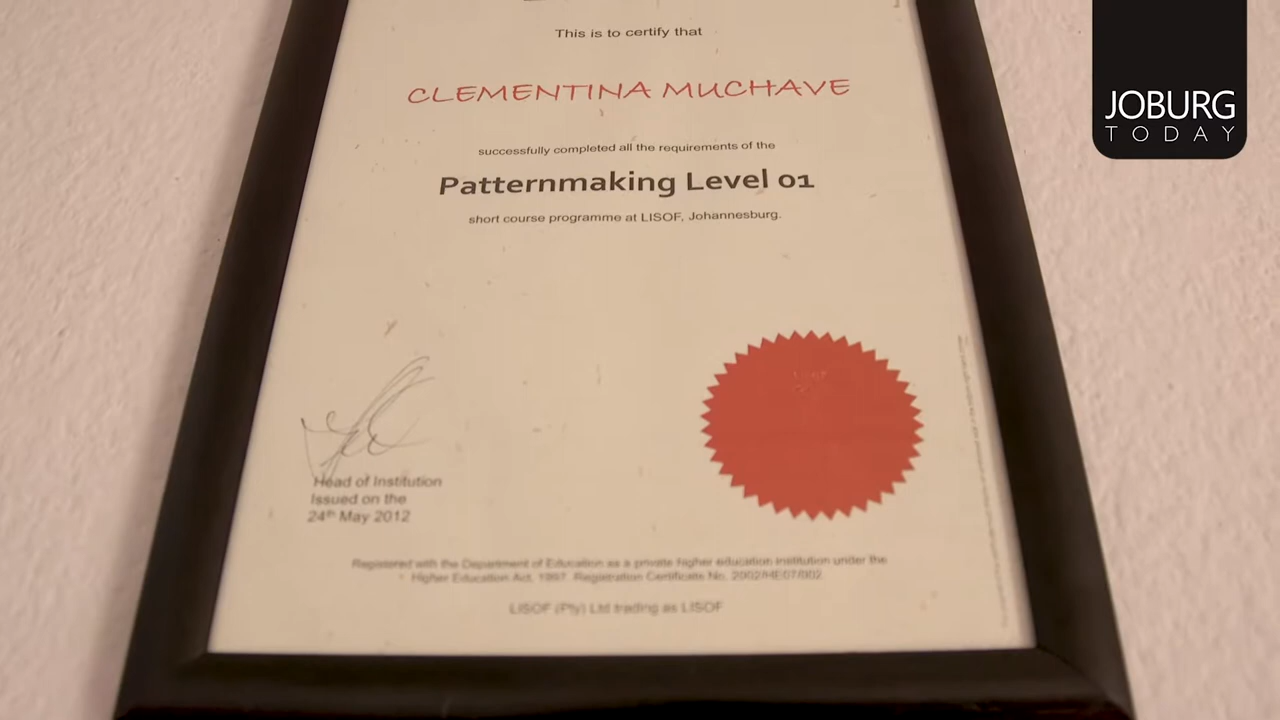 This is to certify that
CLEMENTINA MUCHAVE
successfully completed all the requirements of the
Patternmaking Level 01
short course programme at LISOF, Johannesburg.
Head of Institution
Issued on the
24th May 2012
Registered with the Department of Education as a private higher education institution under the
Higher Education Act, 1997. Registration Certificate No. 2002/HE07/002
LISOF (Pty) Ltd trading as LISOF
JOBURG
TODAY